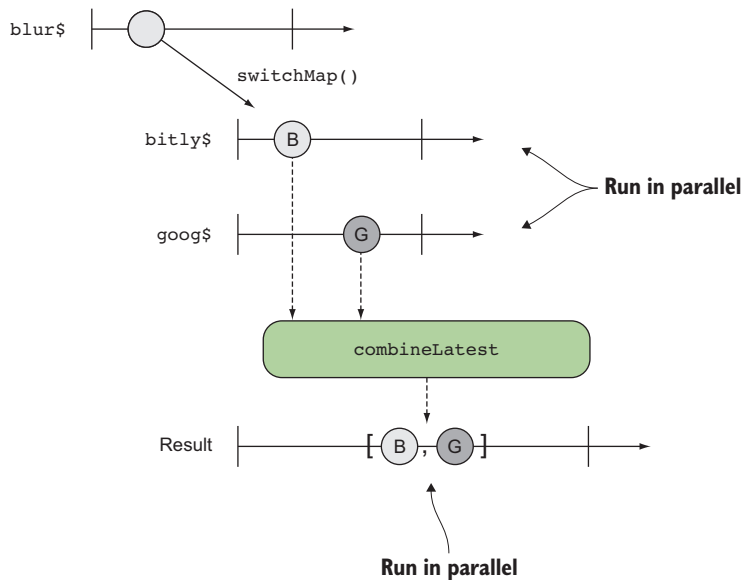 blur$
switchMap()
bitly$
B
Run in parallel
goog$
G
combineLatest
Result
[ B , G ]
Run in parallel